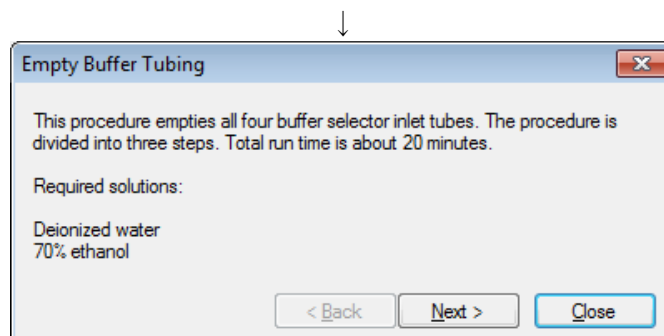 Empty Buffer Tubing
This procedure empties all four buffer selector inlet tubes. The procedure is
divided into three steps. Total run time is about 20 minutes.
Required solutions:
Deionized water
70% ethanol
< Back Next > Close